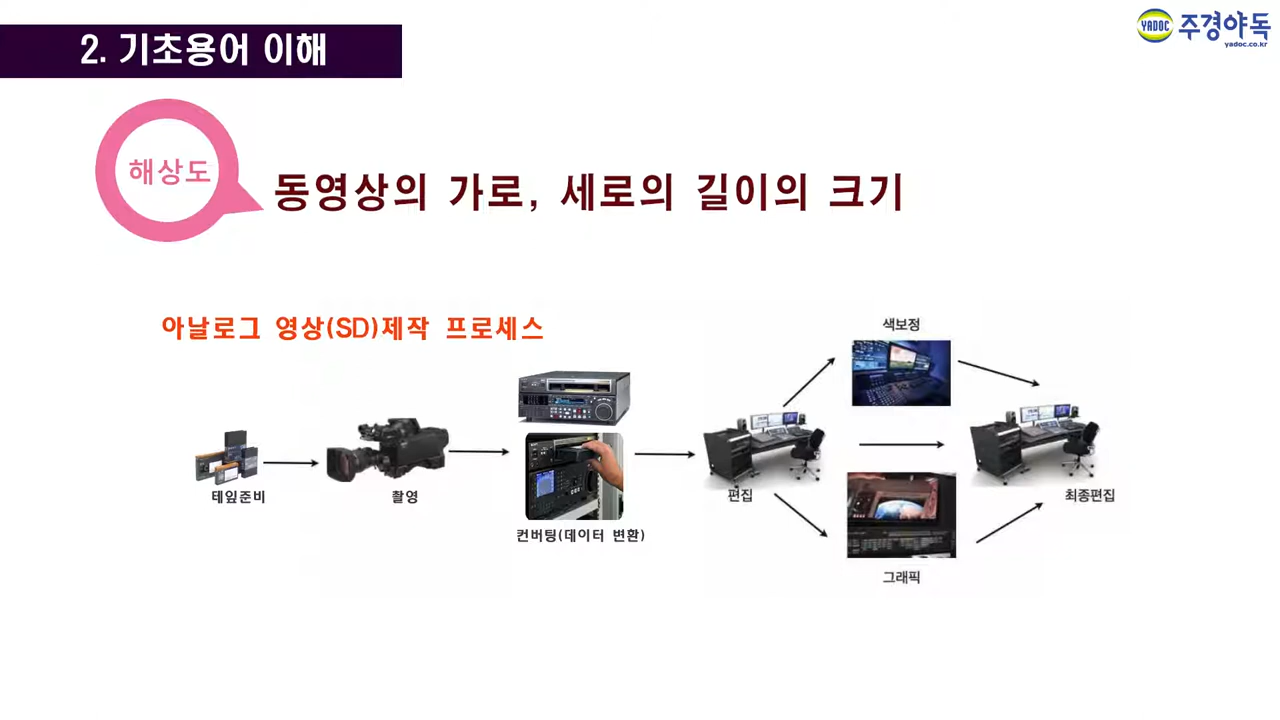 2. 기초용어 이해
YADOC 주경야독
yadoc.co.kr
해상도
동영상의 가로, 세로의 길이의 크기
아날로그 영상(SD)제작 프로세스
색보정
테잎준비
촬영
컨버팅(데이터 변환)
편집
최종편집
그래픽